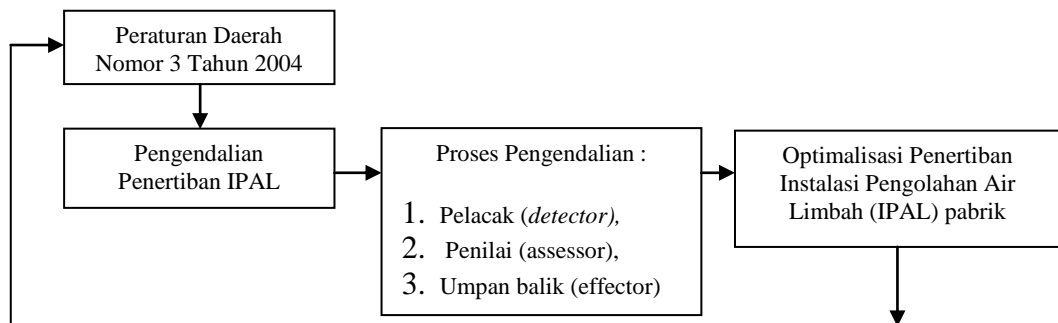 Peraturan Daerah
Nomor 3 Tahun 2004
Pengendalian
Penertiban IPAL
Proses Pengendalian :
1. Pelacak (detector),
2. Penilai (assessor),
3. Umpan balik (effector)
Optimalisasi Penertiban
Instalasi Pengolahan Air
Limbah (IPAL) pabrik